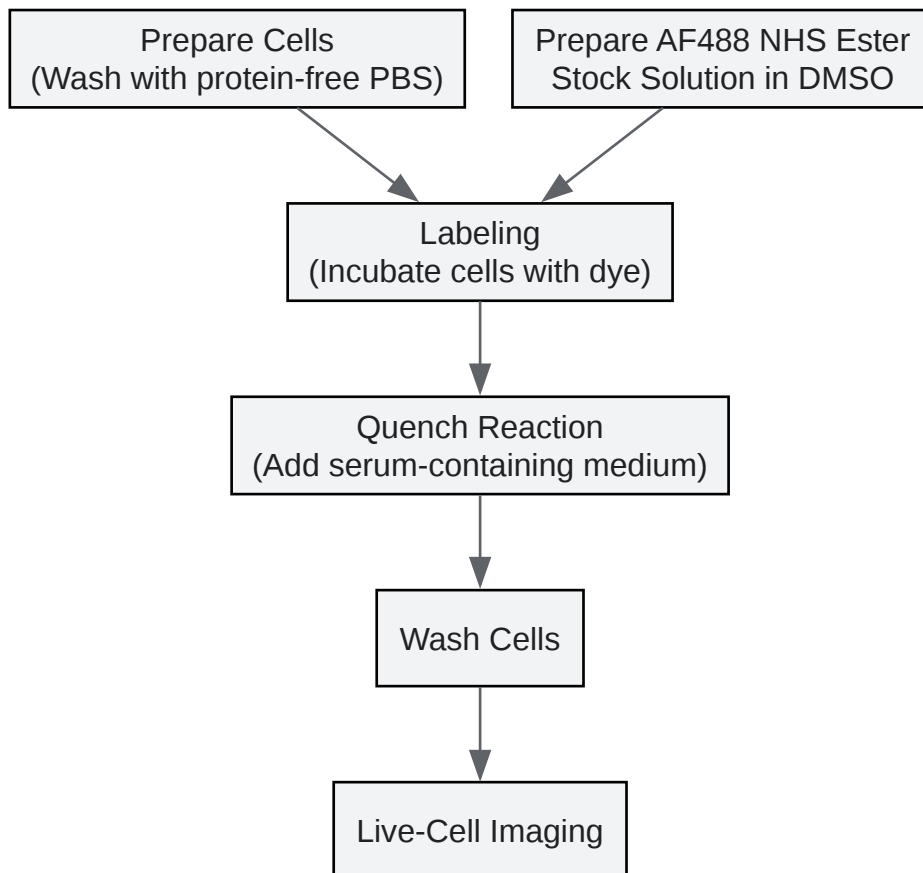 Prepare Cells
(Wash with protein-free PBS)
Prepare AF488 NHS Ester
Stock Solution in DMSO
Labeling
(Incubate cells with dye)
Quench Reaction
(Add serum-containing medium)
Wash Cells
Live-Cell Imaging